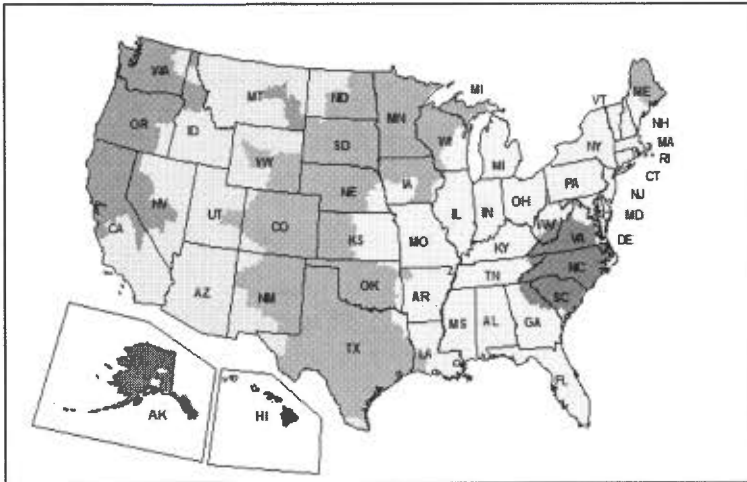 WA
MT
ND
MN
MI
ME
VT
OR
ID
SD
WI
MI
NY
NH
MA
RI
CT
WY
NE
IA
PA
NJ
NV
UT
CO
IL
IN
OH
MD
CA
KS
MO
WV
VA
DE
KY
NC
AZ
NM
OK
AR
TN
SC
TX
LA
MS
AL
GA
FL
AK
HI